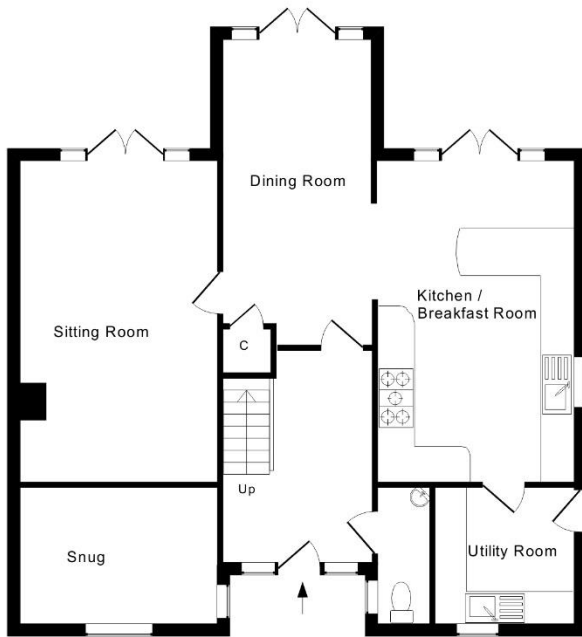 Dining Room
Kitchen /
Breakfast Room
Sitting Room
C
Up
Snug
Utility Room